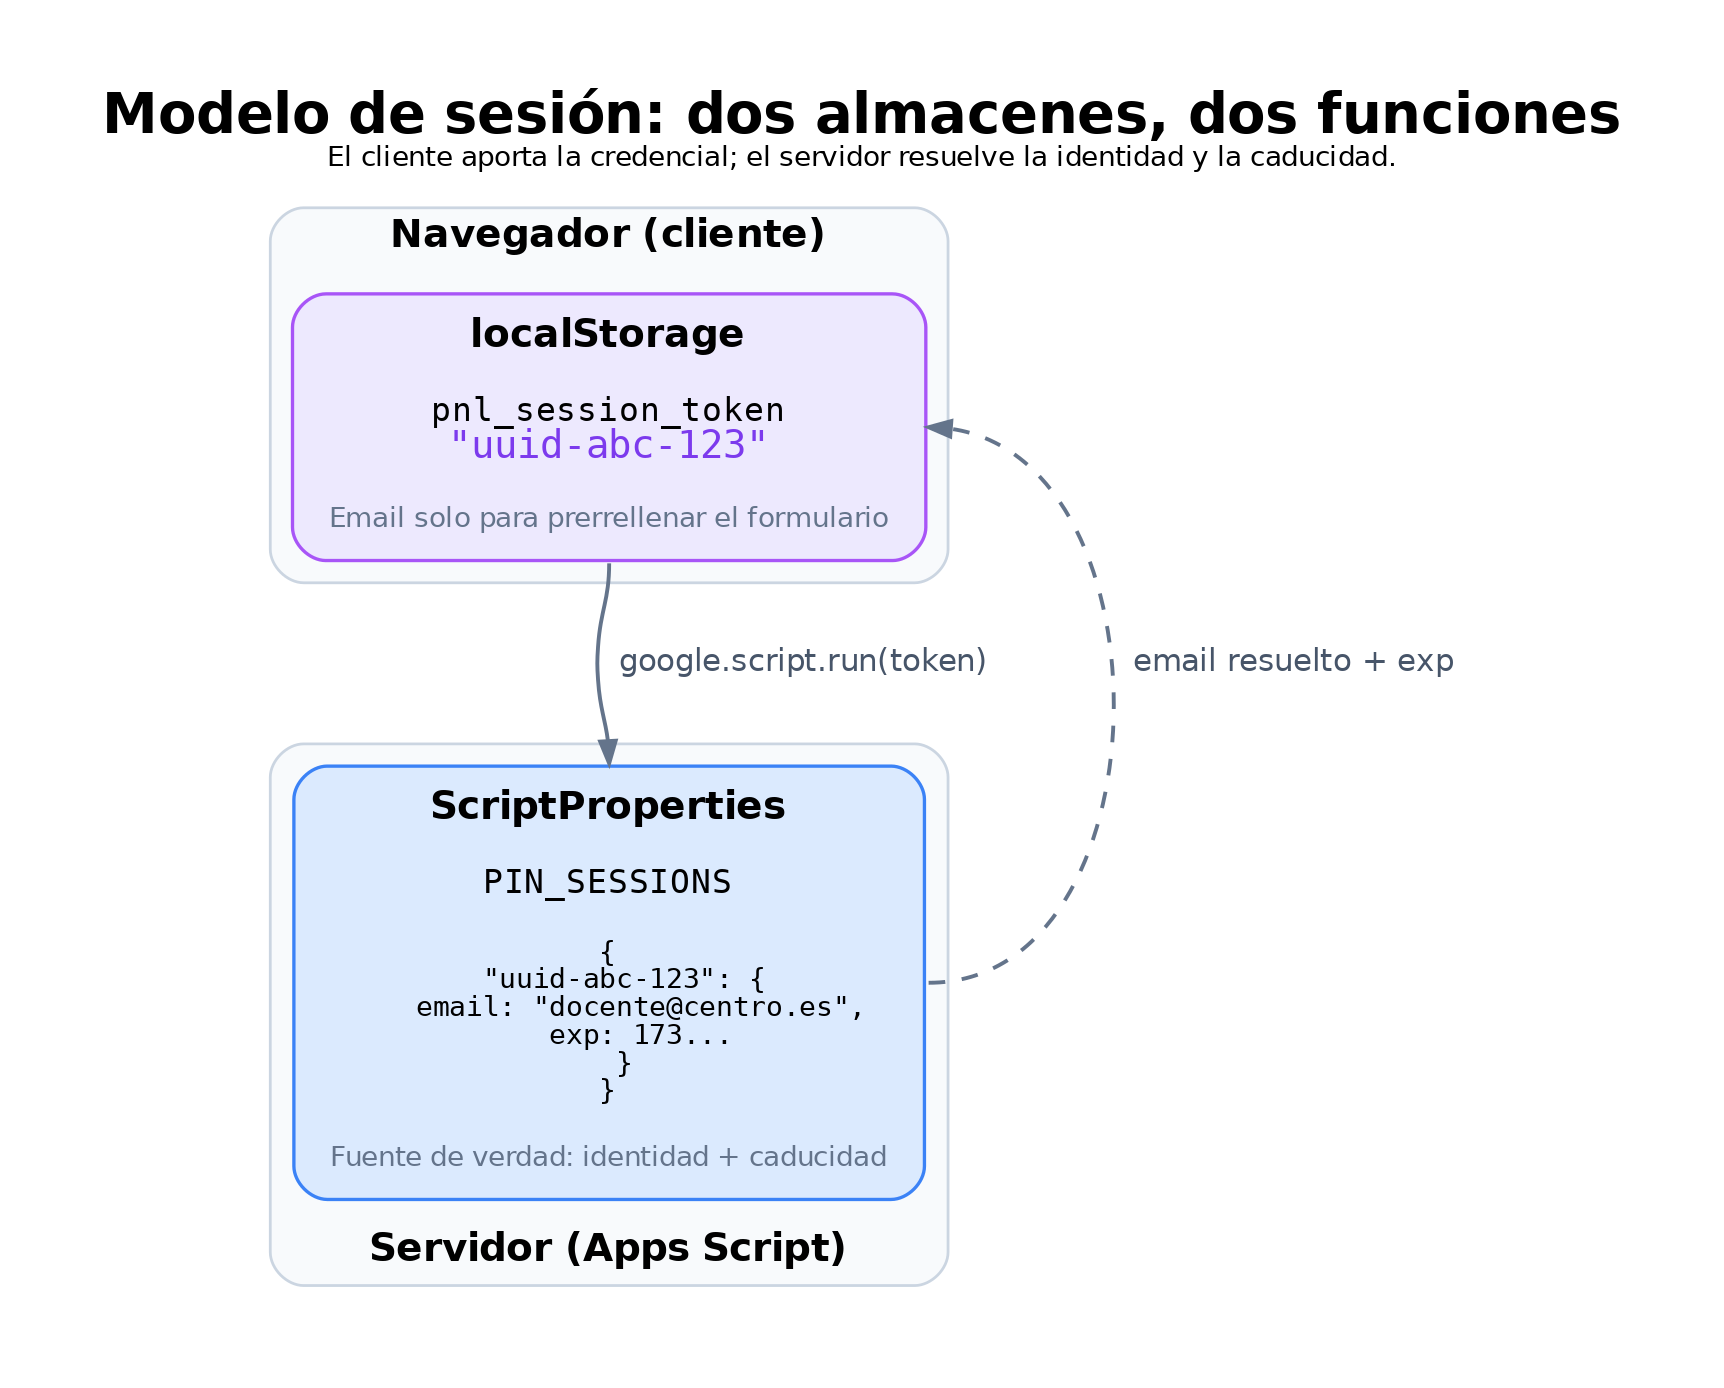 Modelo de sesión: dos almacenes, dos funciones
El cliente aporta la credencial; el servidor resuelve la identidad y la caducidad.
Navegador (cliente)
localStorage
pnl_session_token
"uuid-abc-123"
Email solo para prerrellenar el formulario
google.script.run(token)
email resuelto + exp
ScriptProperties
PIN_SESSIONS
{
"uuid-abc-123": {
email: "docente@centro.es",
exp: 173...
}
}
Fuente de verdad: identidad + caducidad
Servidor (Apps Script)